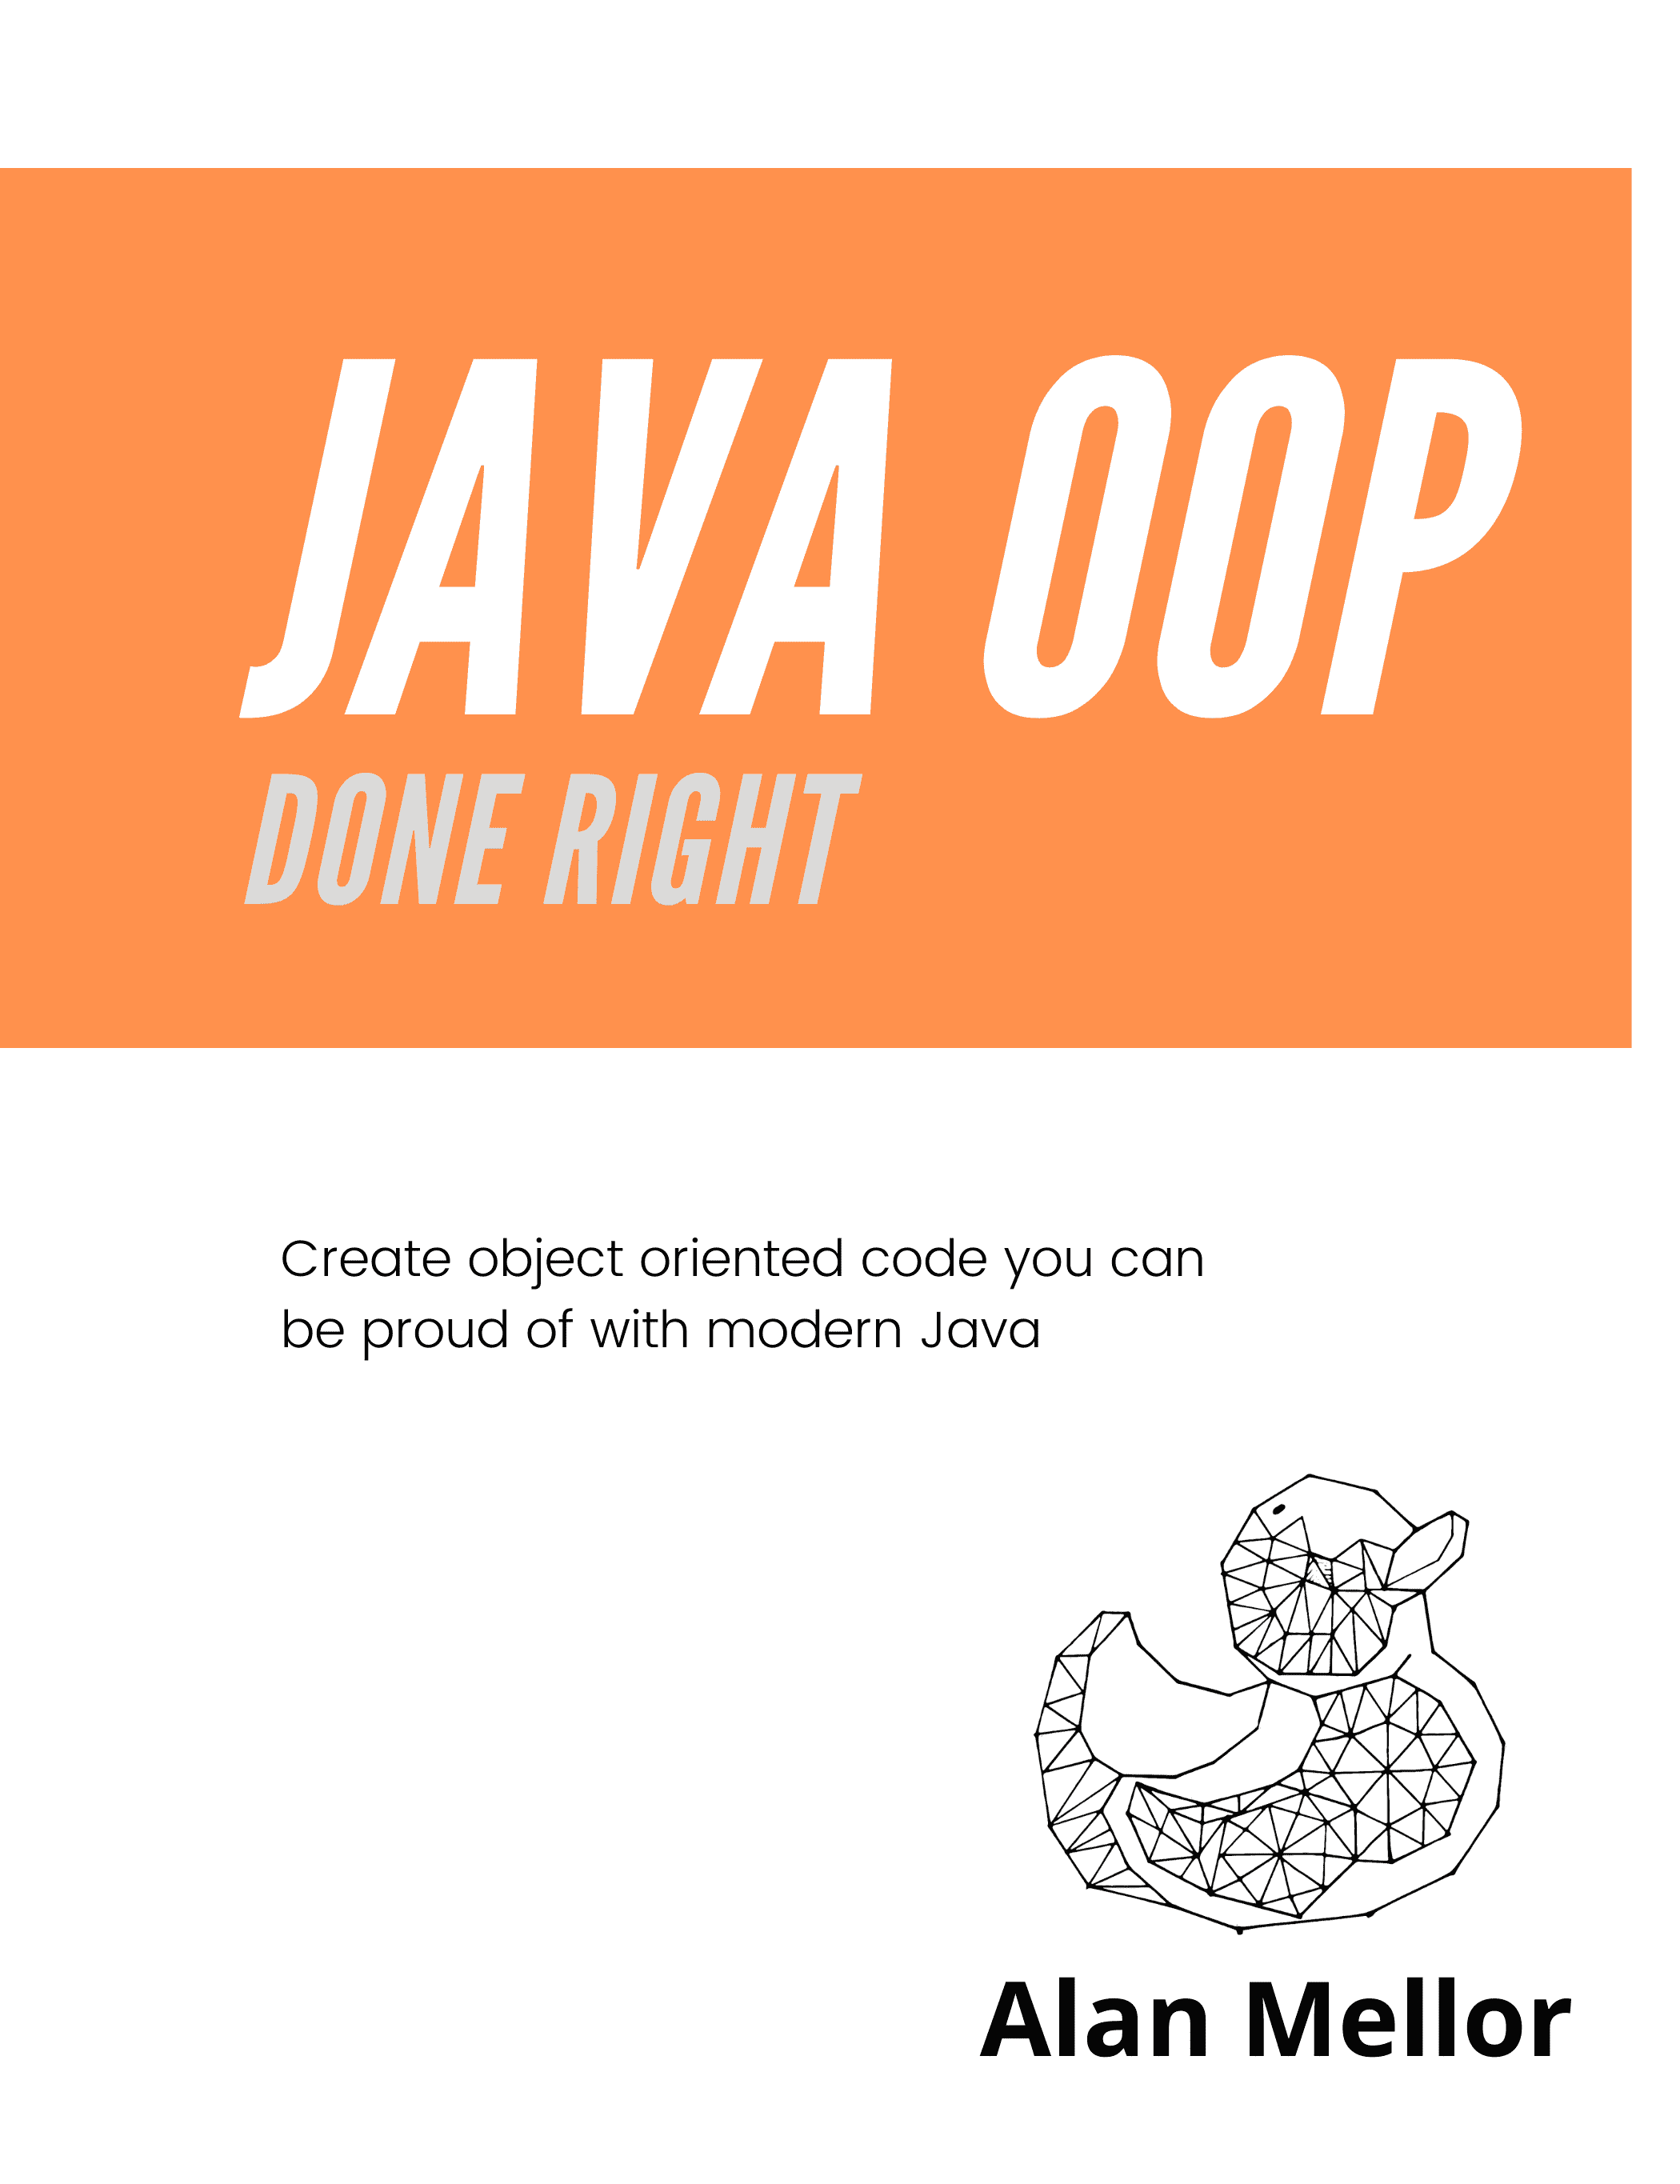 JAVA OOP
DONE RIGHT
Create object oriented code you can
be proud of with modern Java
Alan Mellor